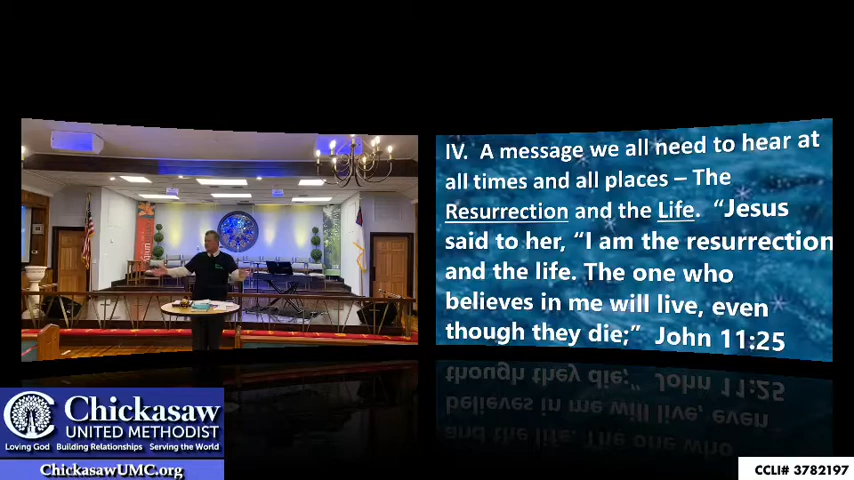 IV. A message we all need to hear at
all times and all places – The
Resurrection and the Life. “Jesus
said to her, “I am the resurrection
and the life. The one who
believes in me will live, even
though they die;” John 11:25
Chickasaw
UNITED METHODIST
Loving God Building Relationships Serving the World
ChickasawUMC.org
CCLI# 3782197